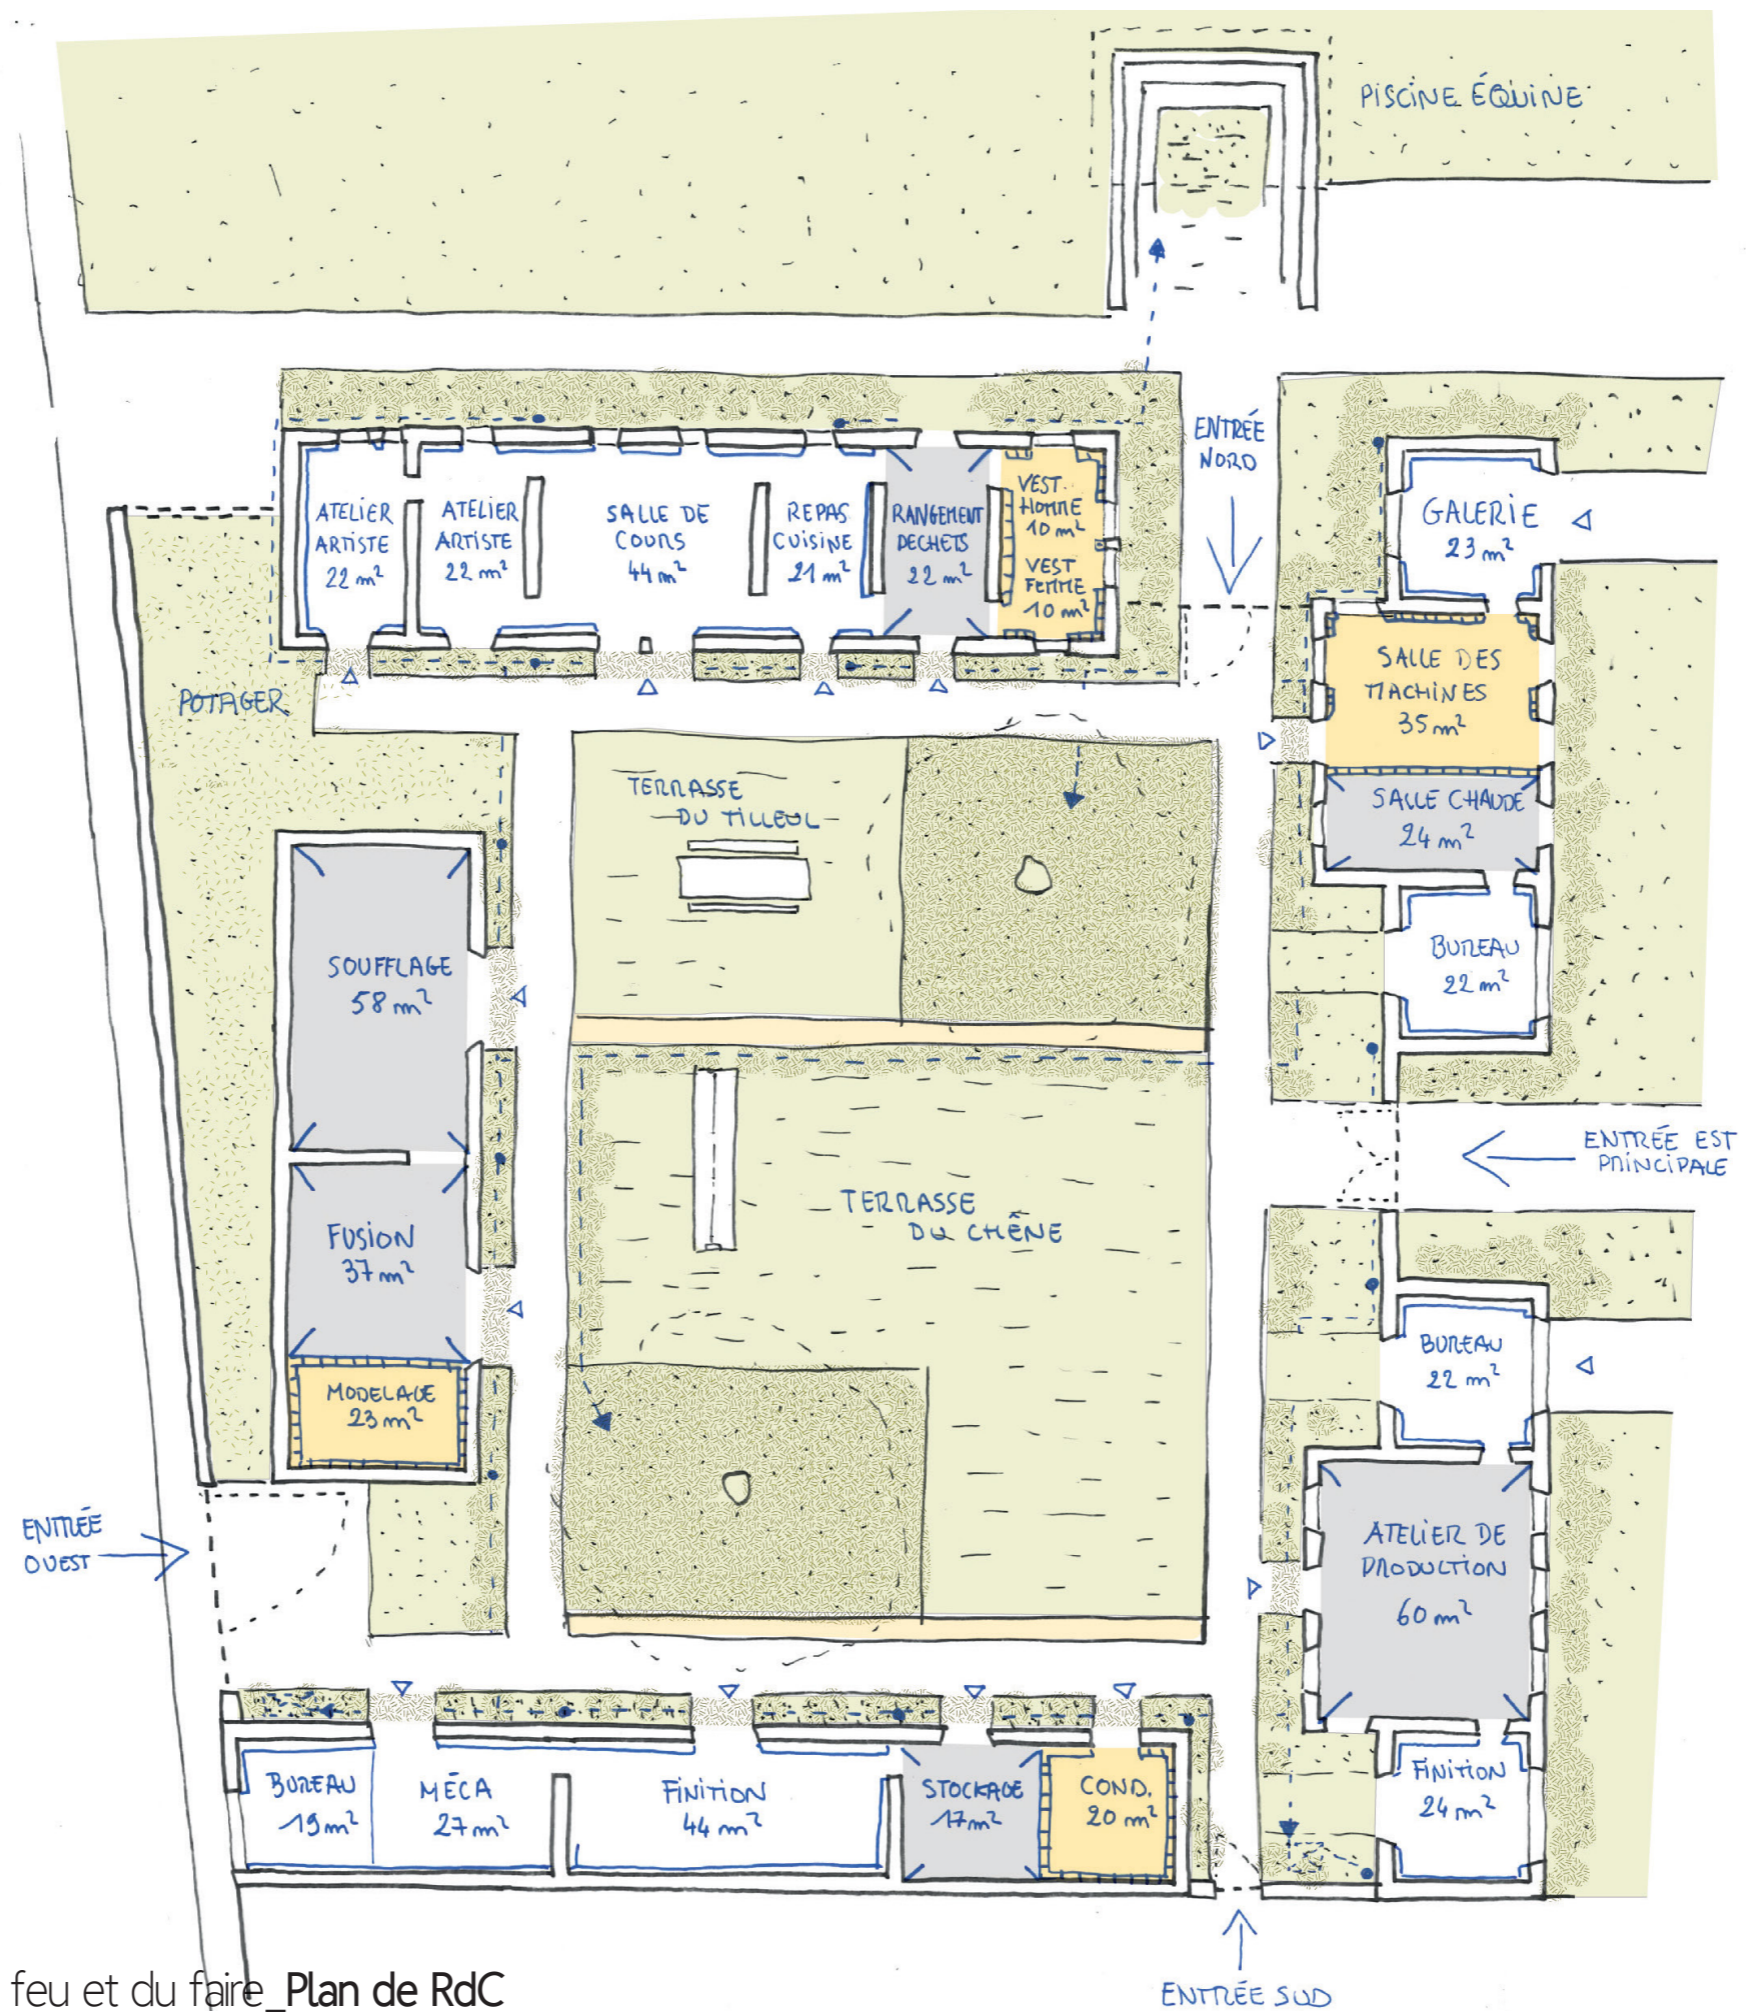 PISCINE ÉQUINE
ENTRÉE
NORD
ATELIER
ARTISTE
22 m²
ATELIER
ARTISTE
22 m²
SALLE DE
COURS
44 m²
REPAS
CUISINE
21 m²
RANGEMENT
DECHETS
22 m²
VEST.
HOMME
10 m²
VEST
FEMME
10 m²
GALERIE
23 m²
POTAGER
SALLE DES
MACHINES
35 m²
TERRASSE
DU TILLEUL
SALLE CHAUDE
24 m²
SOUFFLAGE
58 m²
BUREAU
22 m²
ENTRÉE EST
PRINCIPALE
TERRASSE
DU CHÊNE
FUSION
37 m²
BUREAU
22 m²
MODELAGE
23 m²
ENTRÉE
OUEST
ATELIER DE
PRODUCTION
60 m²
BUREAU
19 m²
MÉCA
27 m²
FINITION
44 m²
STOCKAGE
17 m²
COND.
20 m²
FINITION
24 m²
feu et du faire_Plan de RdC
ENTRÉE SUD